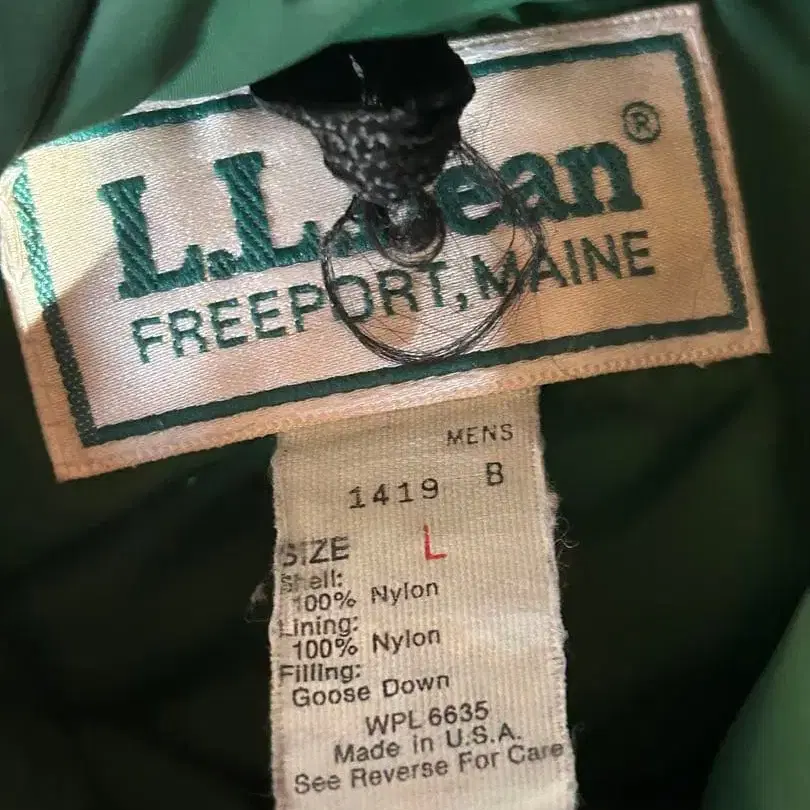 L.L.Bean®
FREEPORT, MAINE
MENS
1419 B
SIZE L
Shell:
100% Nylon
Lining:
100% Nylon
Filling:
Goose Down
WPL 6635
Made in U.S.A.
See Reverse For Care